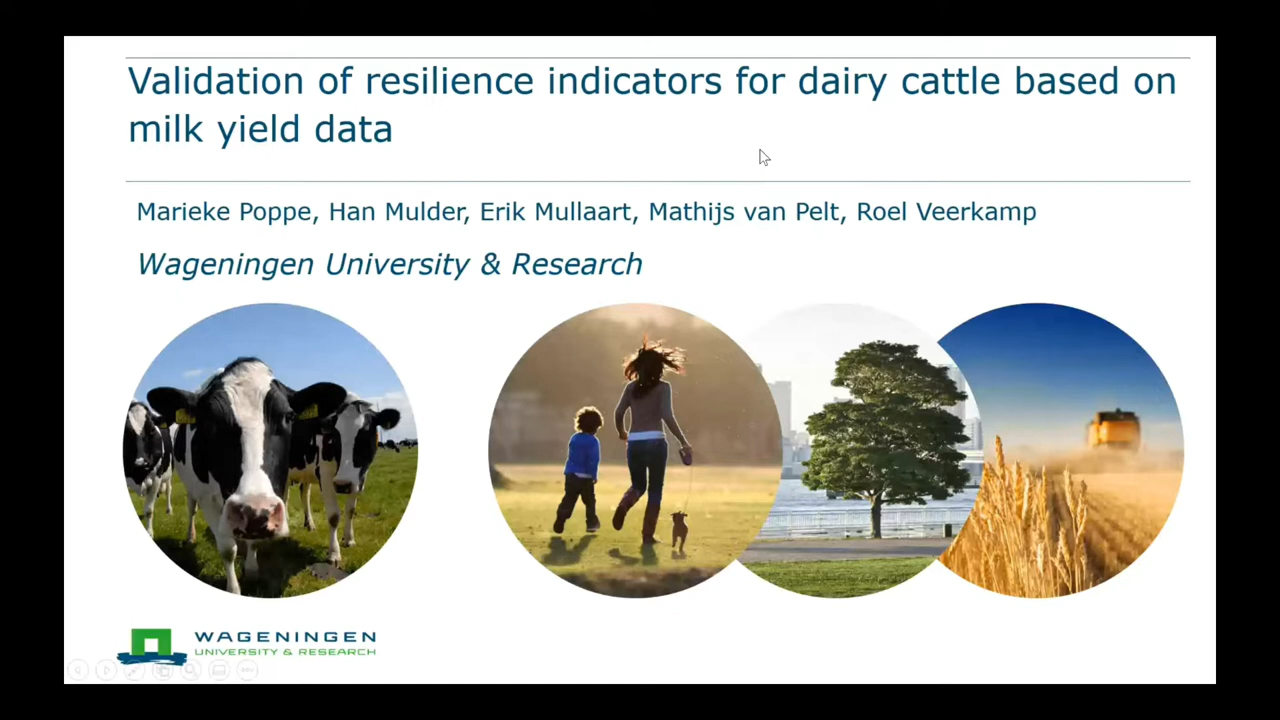 Validation of resilience indicators for dairy cattle based on
milk yield data
Marieke Poppe, Han Mulder, Erik Mullaart, Mathijs van Pelt, Roel Veerkamp
Wageningen University & Research
WAGENINGEN
UNIVERSITY & RESEARCH